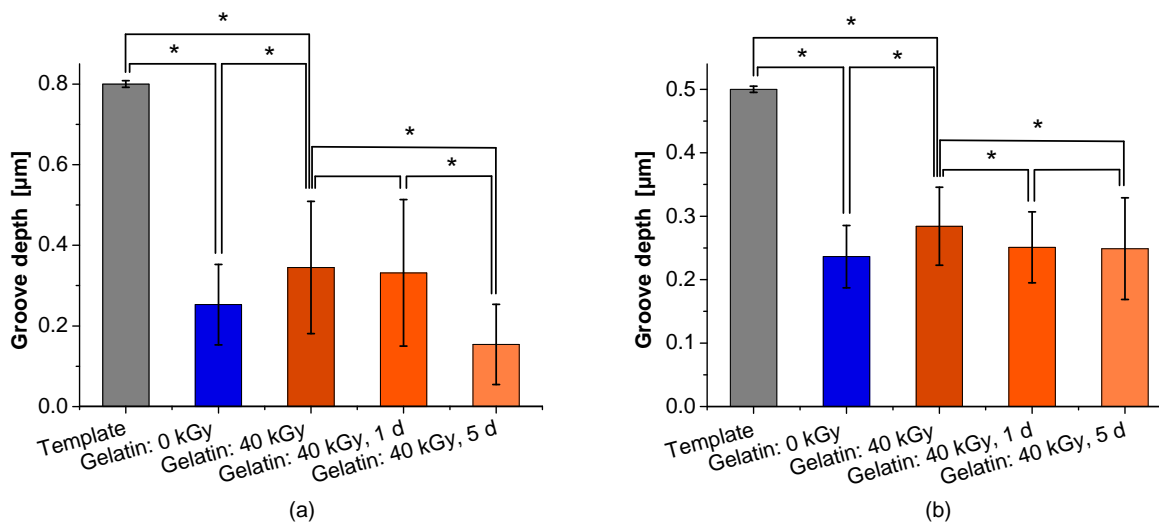 *
* *
*
*
0.8
0.6
0.4
0.2
0.0
Groove depth [µm]
Template
Gelatin: 0 kGy
Gelatin: 40 kGy
Gelatin: 40 kGy, 1 d
Gelatin: 40 kGy, 5 d
(a)
*
* *
*
*
0.5
0.4
0.3
0.2
0.1
0.0
Groove depth [µm]
Template
Gelatin: 0 kGy
Gelatin: 40 kGy
Gelatin: 40 kGy, 1 d
Gelatin: 40 kGy, 5 d
(b)